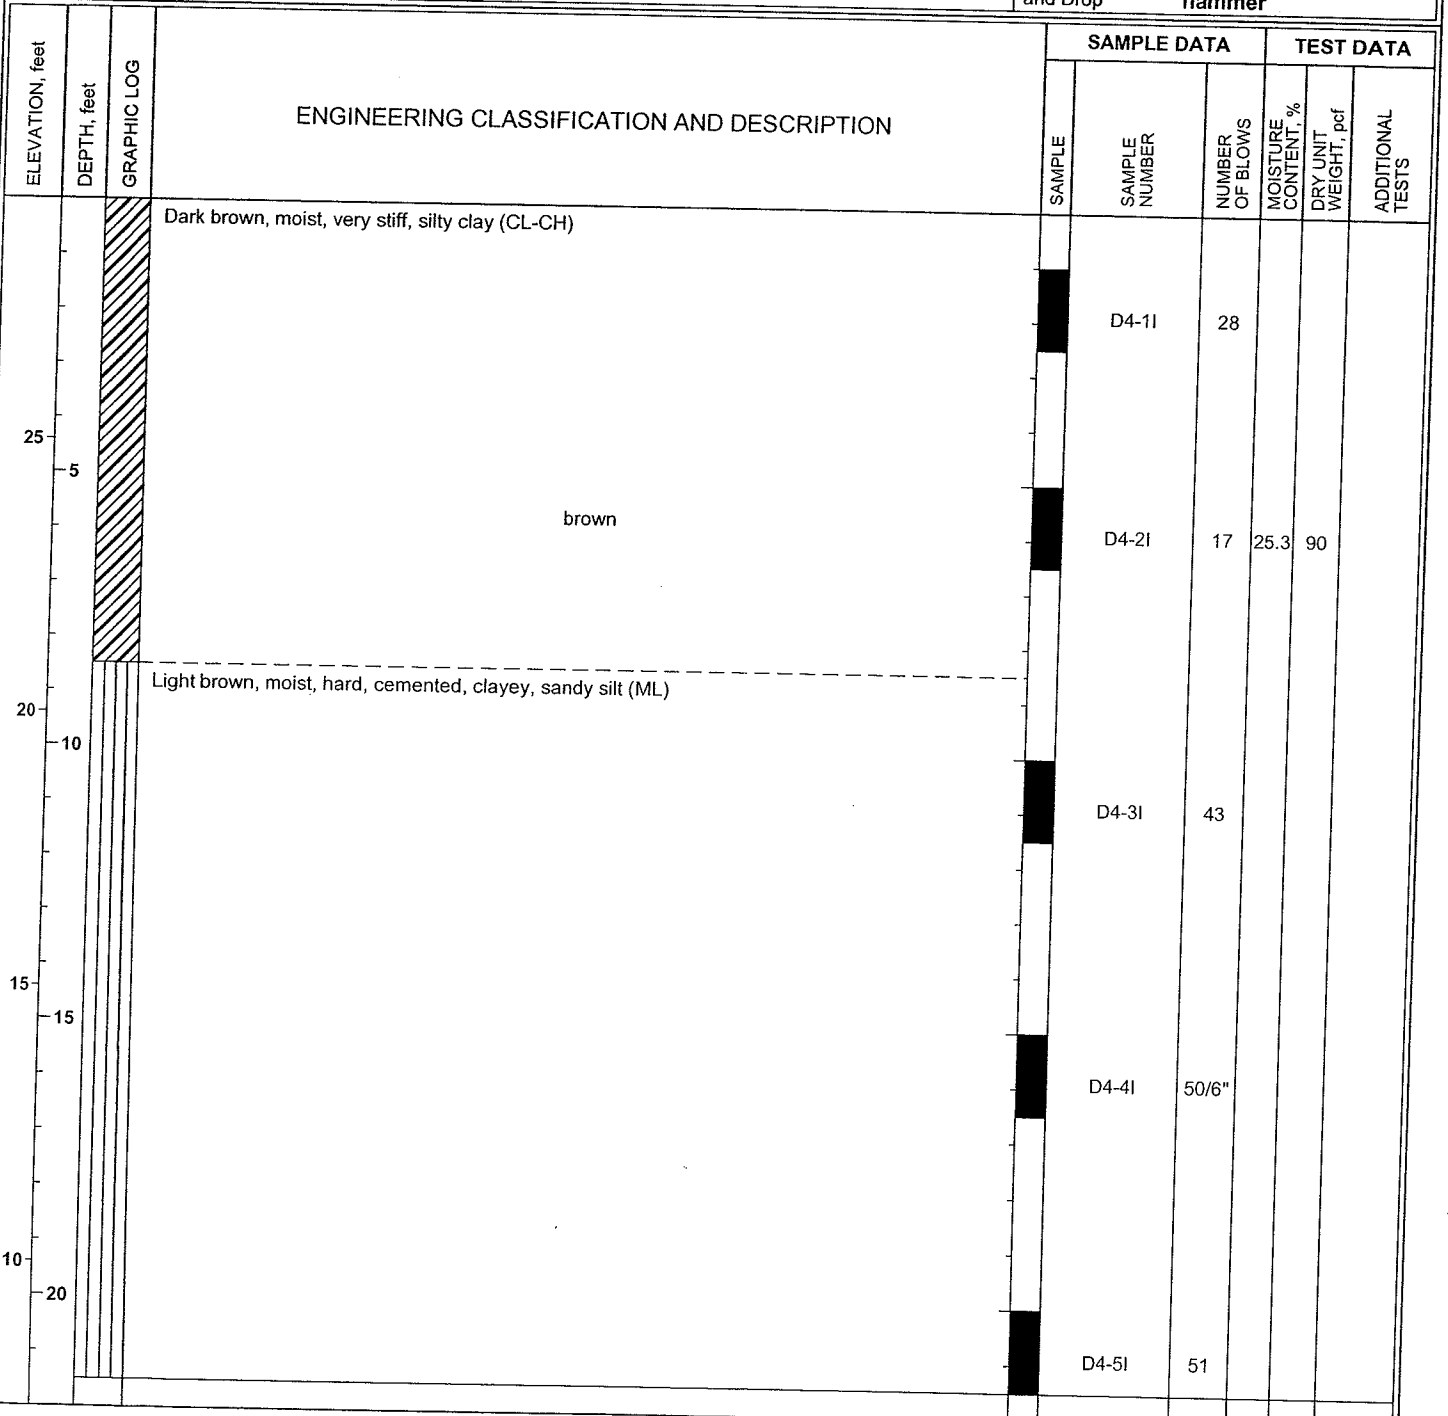 and Drop hammer
SAMPLE DATA TEST DATA
ELEVATION, feet
DEPTH, feet
GRAPHIC LOG
ENGINEERING CLASSIFICATION AND DESCRIPTION
SAMPLE
SAMPLE
NUMBER
NUMBER
OF BLOWS
MOISTURE
CONTENT, %
DRY UNIT
WEIGHT, pcf
ADDITIONAL
TESTS
Dark brown, moist, very stiff, silty clay (CL-CH)
D4-1I 28
25
5
brown
D4-2I 17 25.3 90
Light brown, moist, hard, cemented, clayey, sandy silt (ML)
20
10
D4-3I 43
15
15
D4-4I 50/6"
10
20
D4-5I 51